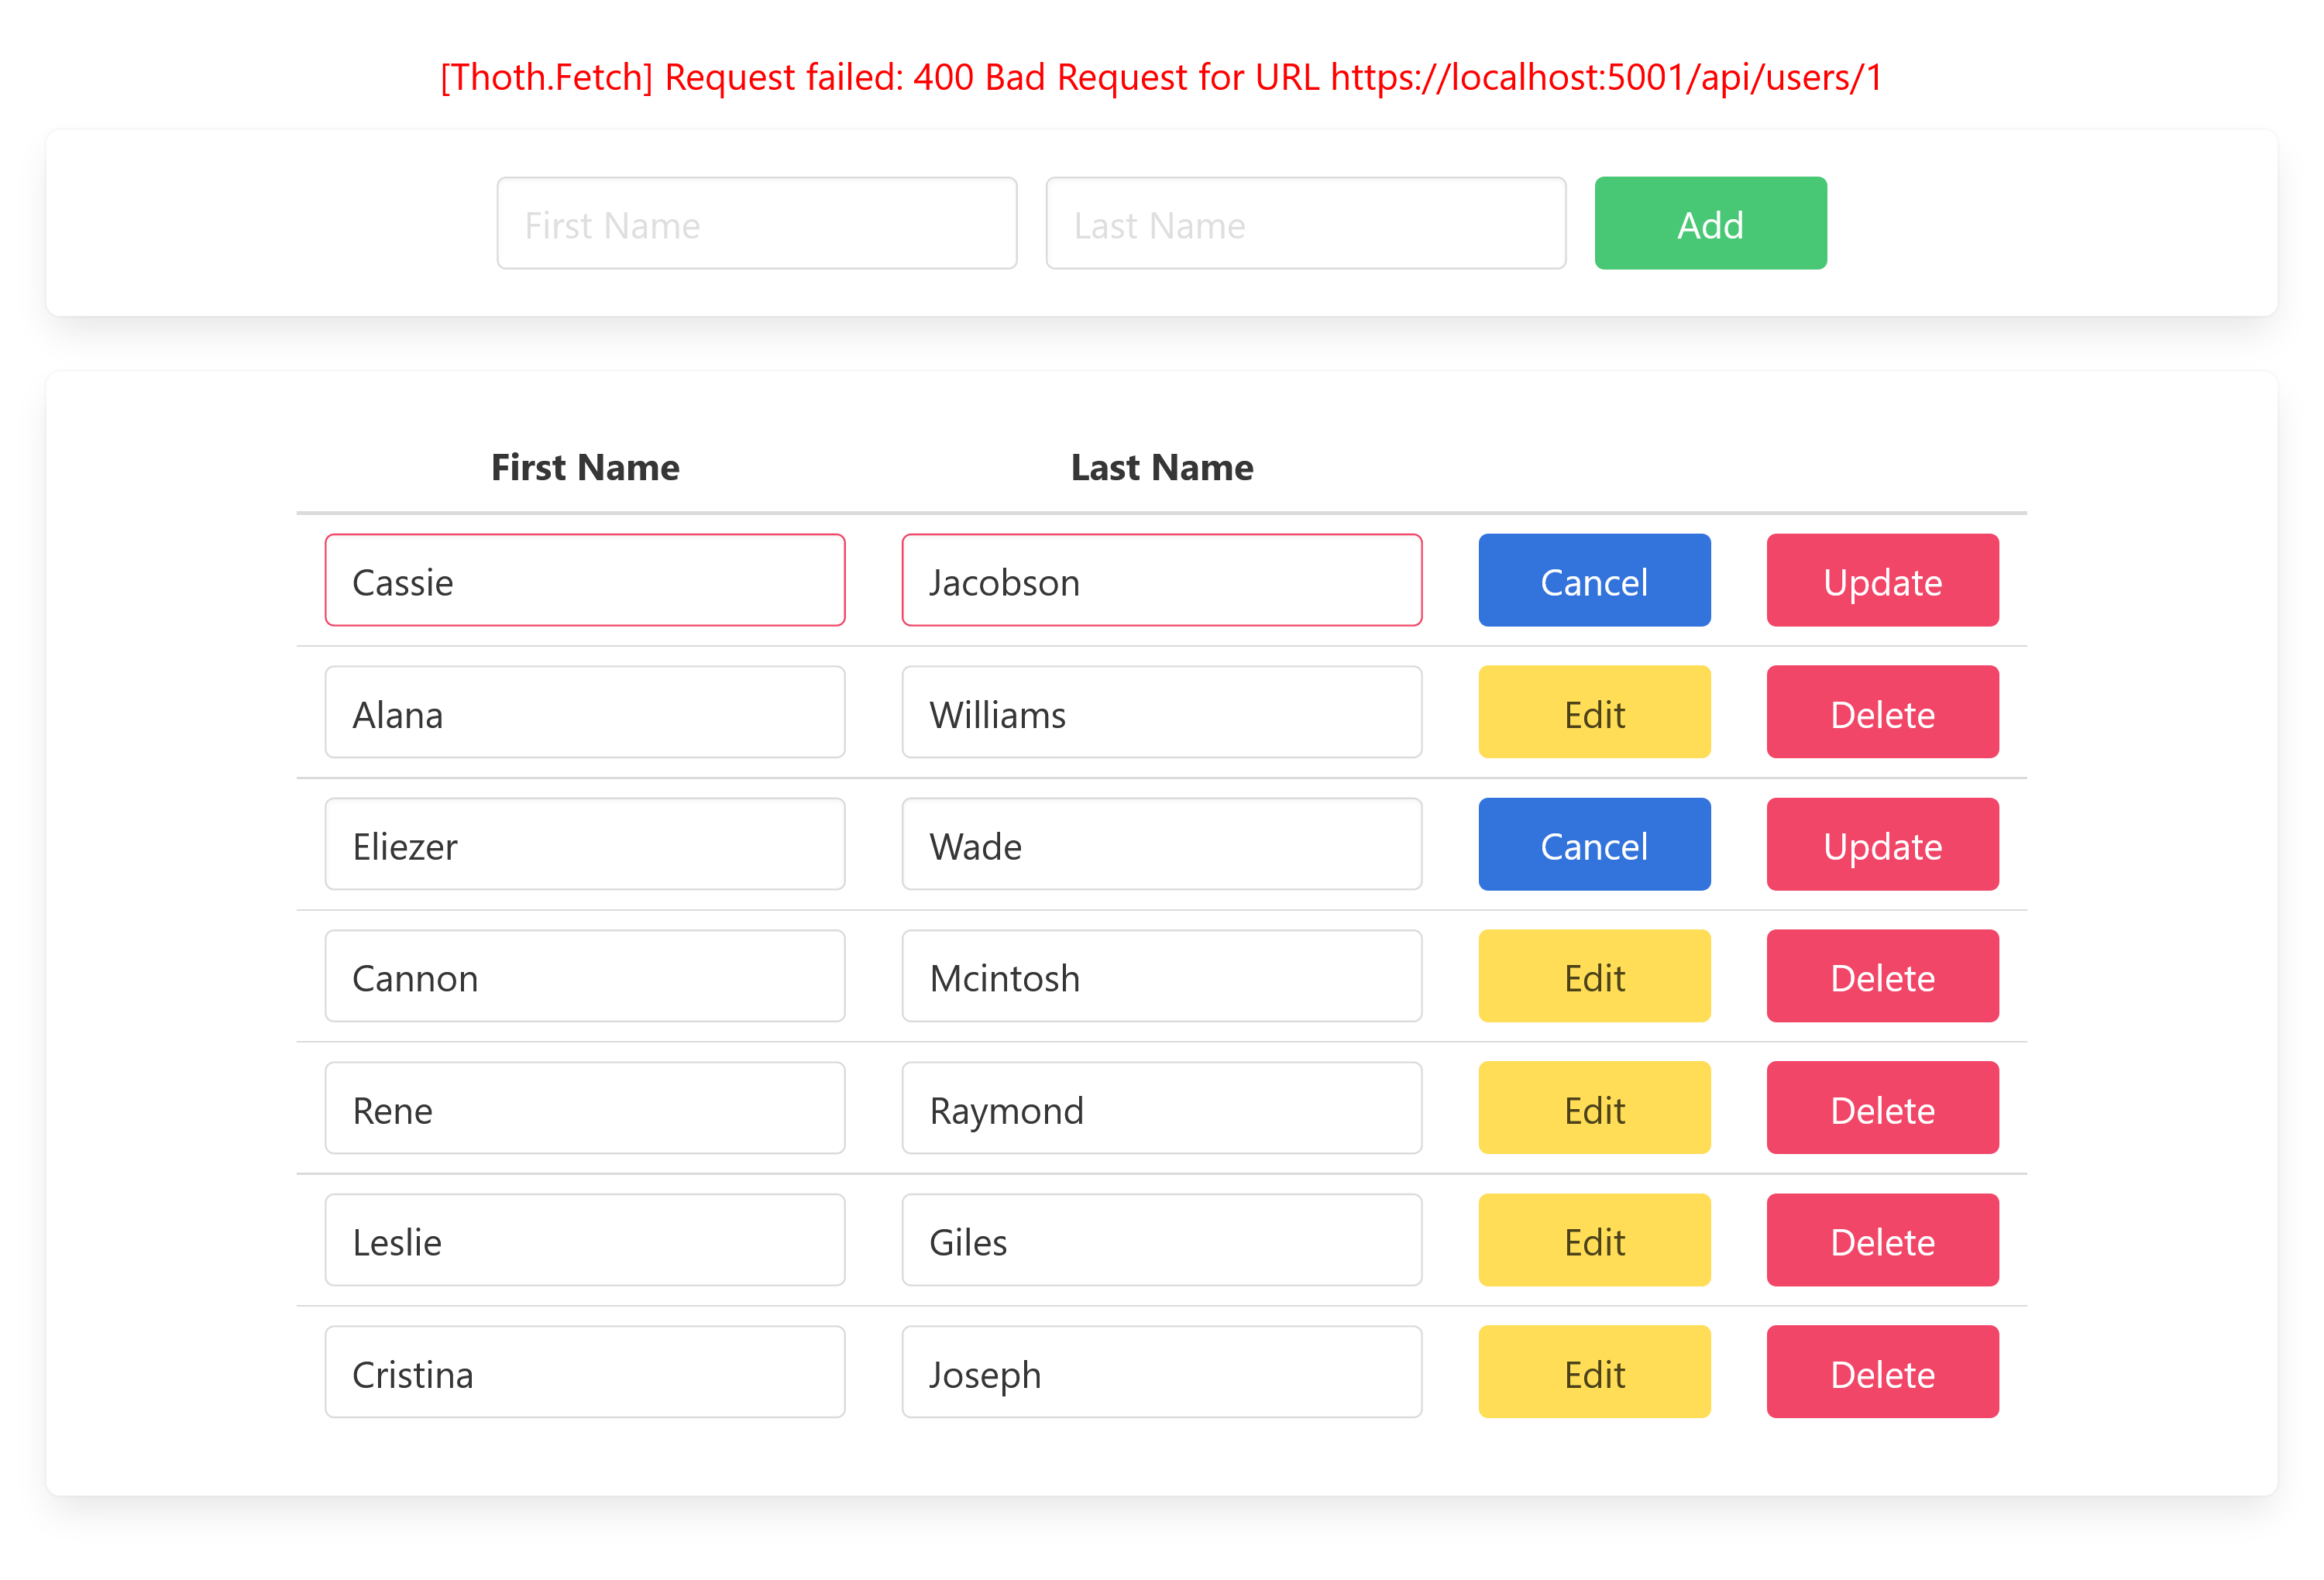 [Thoth.Fetch] Request failed: 400 Bad Request for URL https://localhost:5001/api/users/1
First Name Last Name Add
First Name Last Name
Cassie Jacobson Cancel Update
Alana Williams Edit Delete
Eliezer Wade Cancel Update
Cannon Mcintosh Edit Delete
Rene Raymond Edit Delete
Leslie Giles Edit Delete
Cristina Joseph Edit Delete